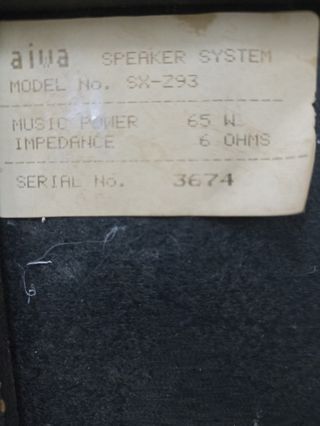 aiwa SPEAKER SYSTEM
MODEL No. SX-Z93
MUSIC POWER 65 W
IMPEDANCE 6 OHMS
SERIAL No. 3674